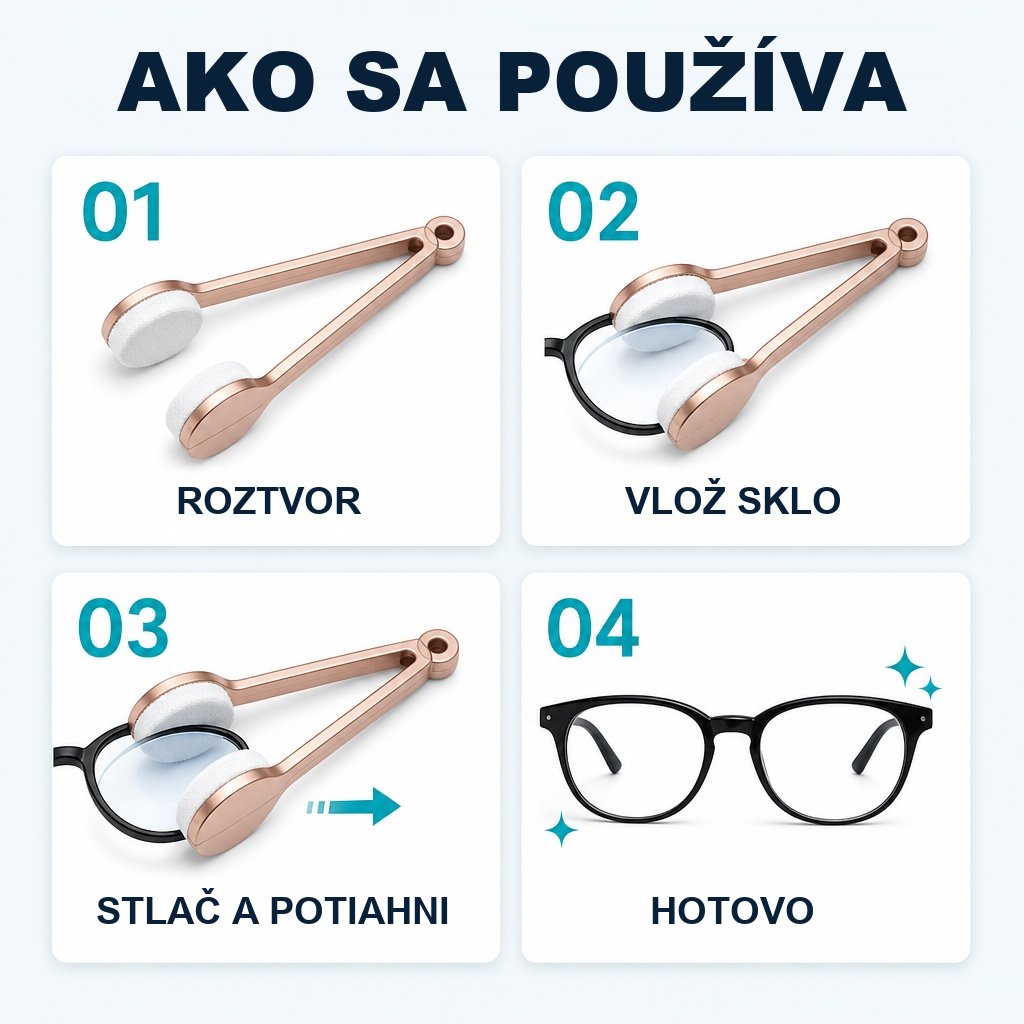 AKO SA POUŽÍVA
01
ROZTVOR
02
VLOŽ SKLO
03
STLAČ A POTIAHNI
04
HOTOVO